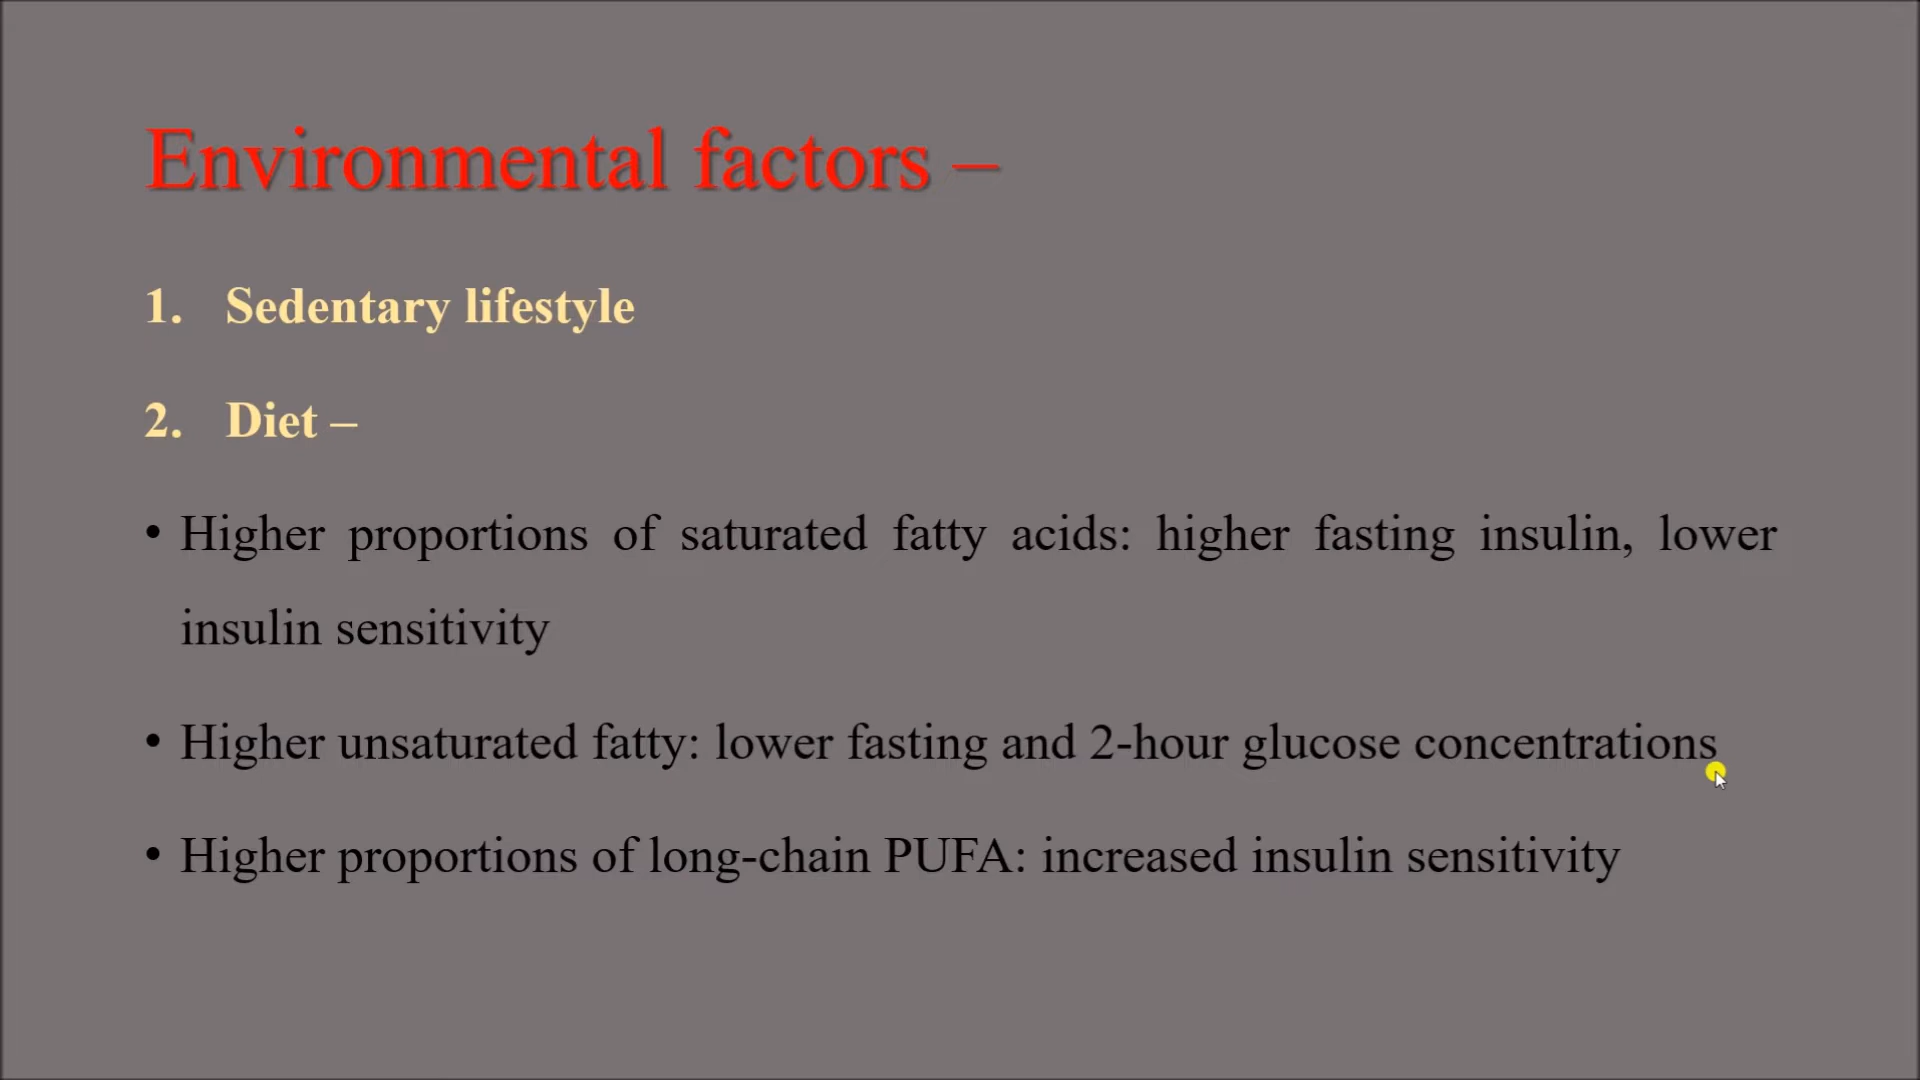 Environmental factors –
1. Sedentary lifestyle
2. Diet –
• Higher proportions of saturated fatty acids: higher fasting insulin, lower
insulin sensitivity
• Higher unsaturated fatty: lower fasting and 2-hour glucose concentrations
• Higher proportions of long-chain PUFA: increased insulin sensitivity